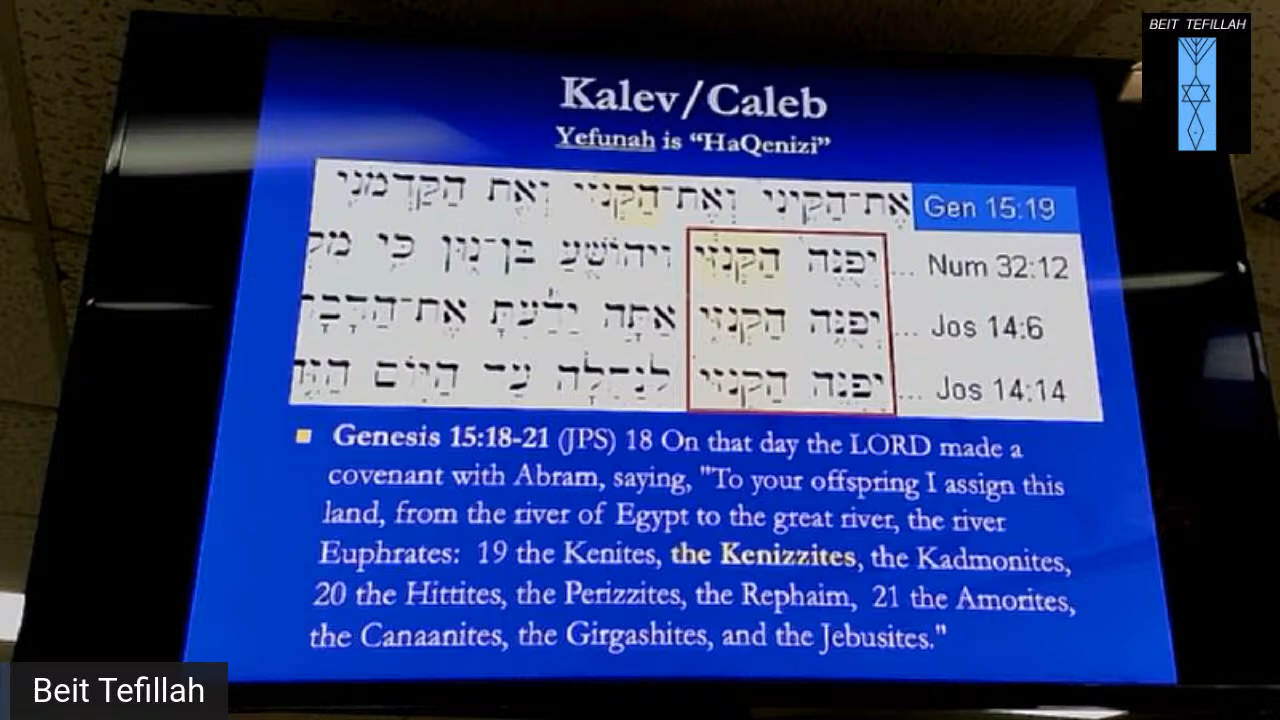 BEIT TEFILLAH
Kalev/Caleb
Yefunah is “HaQenizi”
אֶת־הַקֵּינִי וְאֶת־הַקְּנִזִּי וְאֵת הַקַּדְמֹנִי Gen 15:19
יְפֻנֶּה הַקְּנִזִּי וִיהוֹשֻׁעַ בִּן־נוּן כִּי ... Num 32:12
יְפֻנֶּה הַקְּנִזִּי אַתָּה יָדַעְתָּ אֶת־הַדָּבָר ... Jos 14:6
יְפֻנֶּה הַקְּנִזִּי לְנַחֲלָה עַד הַיּוֹם הַזֶּה ... Jos 14:14
Genesis 15:18-21 (JPS) 18 On that day the LORD made a
covenant with Abram, saying, "To your offspring I assign this
land, from the river of Egypt to the great river, the river
Euphrates: 19 the Kenites, the Kenizzites, the Kadmonites,
20 the Hittites, the Perizzites, the Rephaim, 21 the Amorites,
the Canaanites, the Girgashites, and the Jebusites."
Beit Tefillah